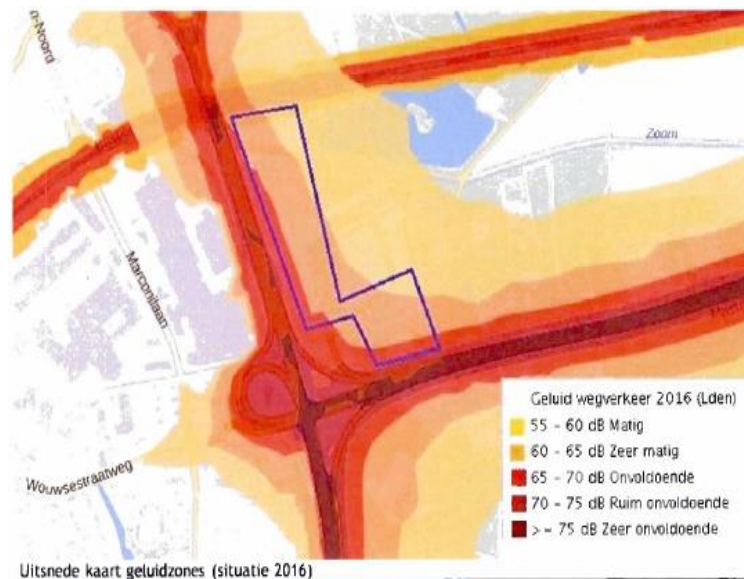 o-Noord
Zoom
Marconilaan
Wouwsestraatweg
Geluid wegverkeer 2016 (Lden)
55 - 60 dB Matig
60 - 65 dB Zeer matig
65 - 70 dB Onvoldoende
70 - 75 dB Ruim onvoldoende
>= 75 dB Zeer onvoldoende
Uitsnede kaart geluidzones (situatie 2016)